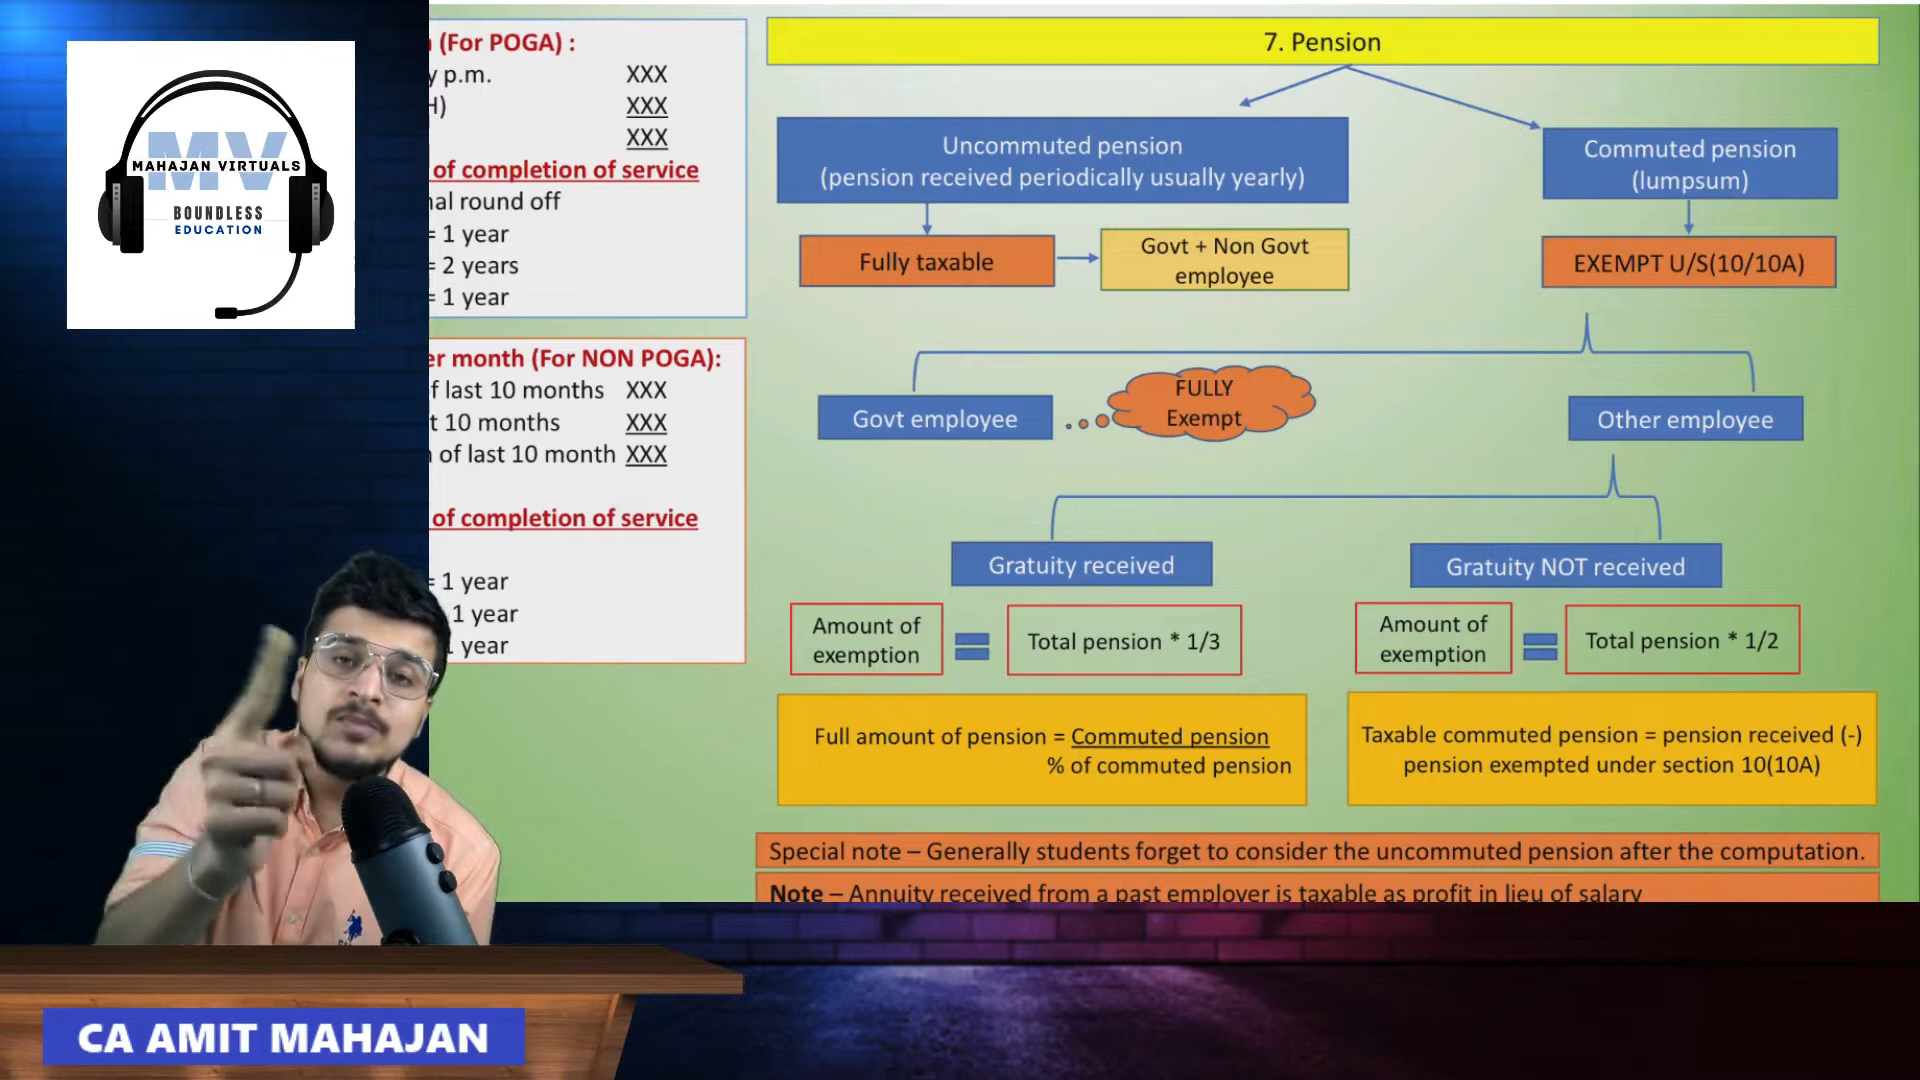 MV
MAHAJAN VIRTUALS
BOUNDLESS
EDUCATION
(For POGA) :
y p.m. XXX
H) XXX
XXX
of completion of service
nal round off
= 1 year
= 2 years
= 1 year
er month (For NON POGA):
f last 10 months XXX
t 10 months XXX
n of last 10 month XXX
of completion of service
= 1 year
1 year
1 year
7. Pension
Uncommuted pension
(pension received periodically usually yearly)
Commuted pension
(lumpsum)
Fully taxable
Govt + Non Govt
employee
EXEMPT U/S(10/10A)
Govt employee
FULLY
Exempt
Other employee
Gratuity received
Gratuity NOT received
Amount of
exemption
Total pension * 1/3
Amount of
exemption
Total pension * 1/2
Full amount of pension = Commuted pension
% of commuted pension
Taxable commuted pension = pension received (-)
pension exempted under section 10(10A)
Special note – Generally students forget to consider the uncommuted pension after the computation.
Note – Annuity received from a past employer is taxable as profit in lieu of salary
CA AMIT MAHAJAN